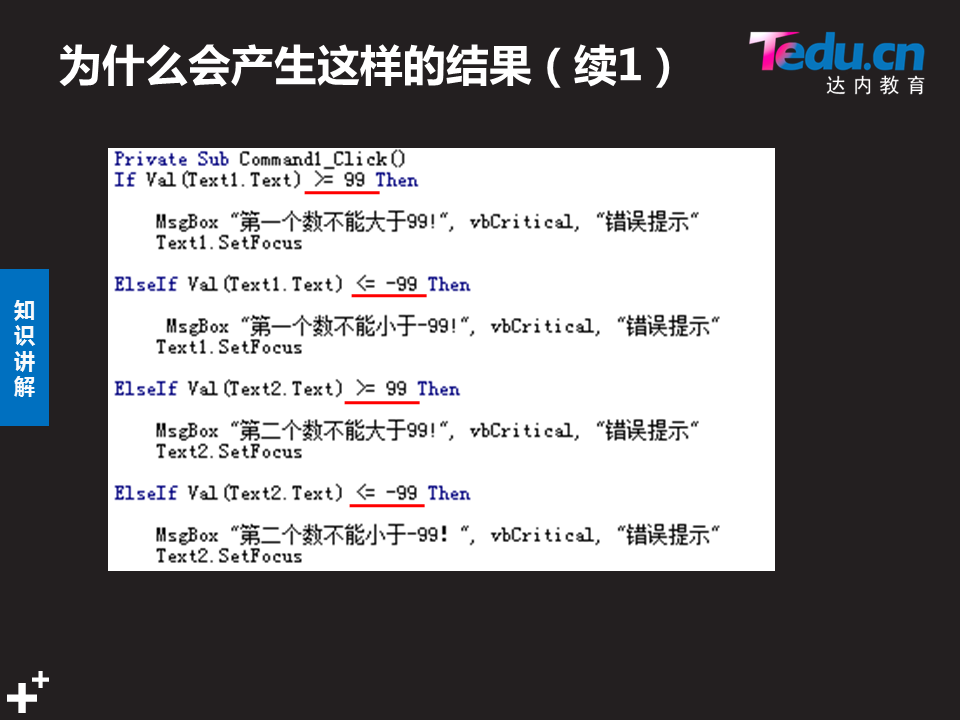 为什么会产生这样的结果（续1）
Tedu.cn
达内教育
知识讲解
Private Sub Command1_Click()
If Val(Text1.Text) >= 99 Then
MsgBox "第一个数不能大于99!", vbCritical, "错误提示"
Text1.SetFocus
ElseIf Val(Text1.Text) <= -99 Then
MsgBox "第一个数不能小于-99!", vbCritical, "错误提示"
Text1.SetFocus
ElseIf Val(Text2.Text) >= 99 Then
MsgBox "第二个数不能大于99!", vbCritical, "错误提示"
Text2.SetFocus
ElseIf Val(Text2.Text) <= -99 Then
MsgBox "第二个数不能小于-99! ", vbCritical, "错误提示"
Text2.SetFocus